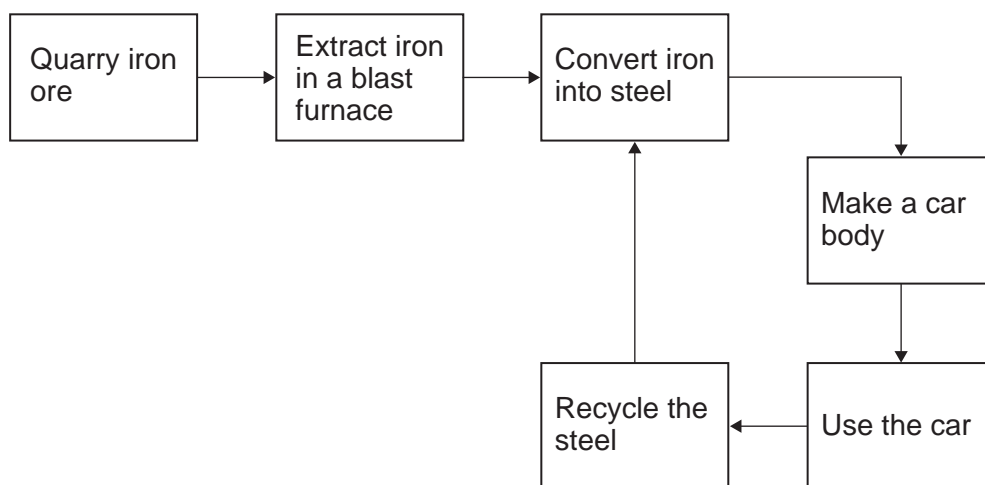 Quarry iron
ore
Extract iron
in a blast
furnace
Convert iron
into steel
Make a car
body
Use the car
Recycle the
steel